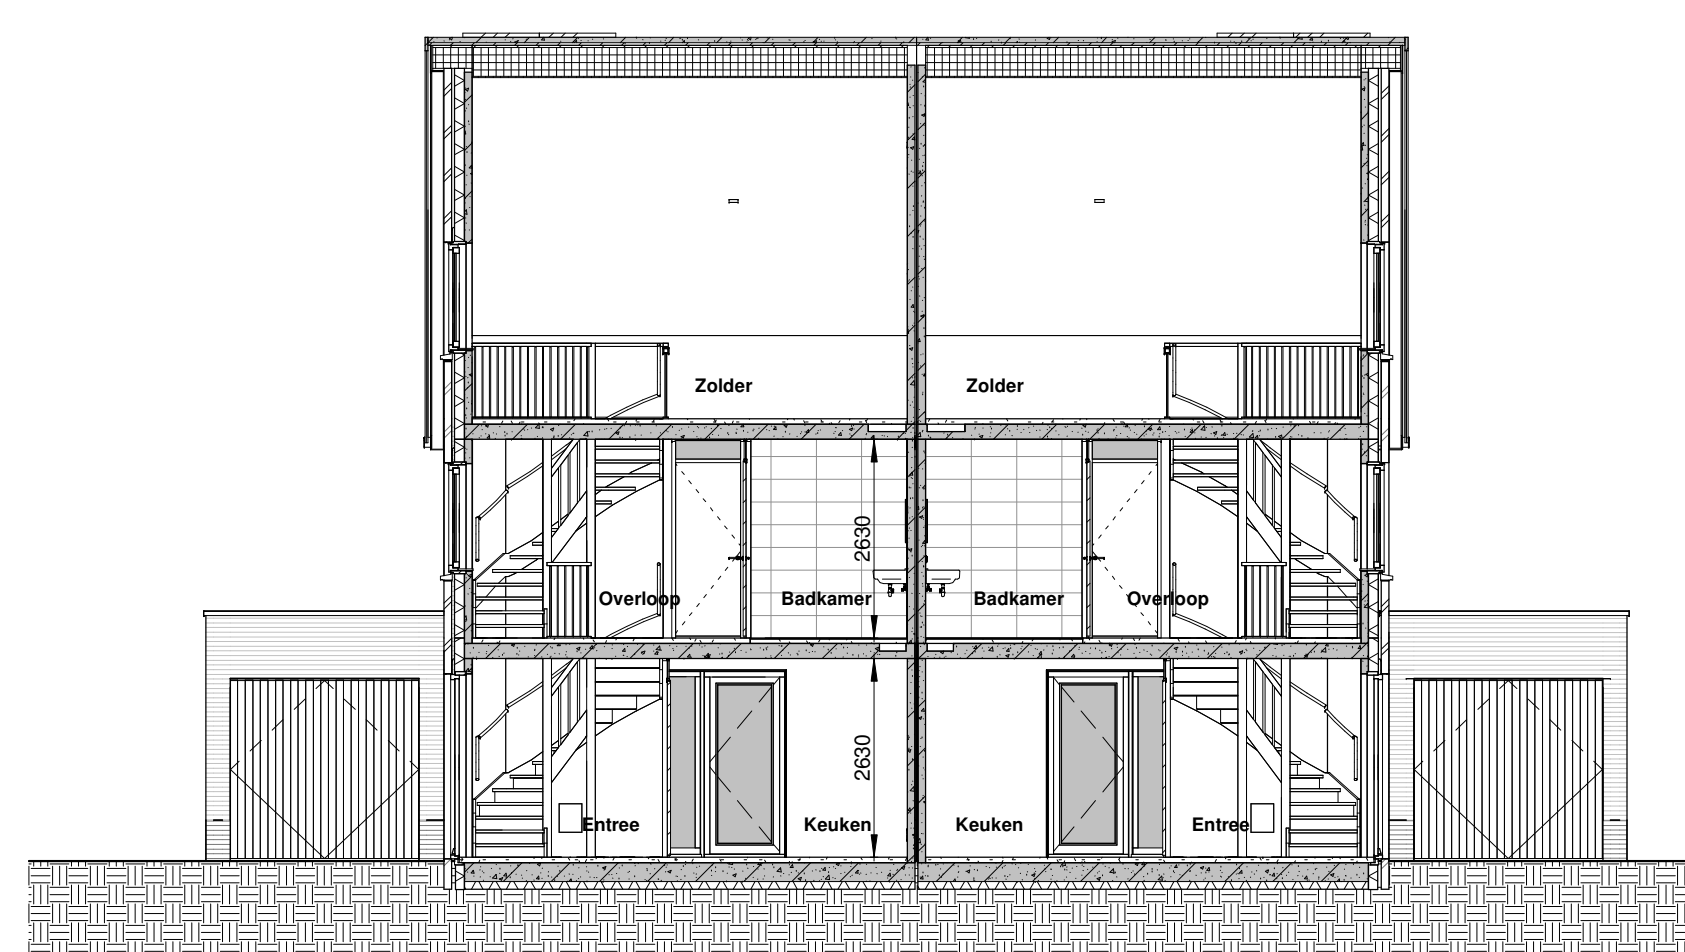 Zolder Zolder
2630
Overloop Badkamer Badkamer Overloop
2630
Entree Keuken Keuken Entree